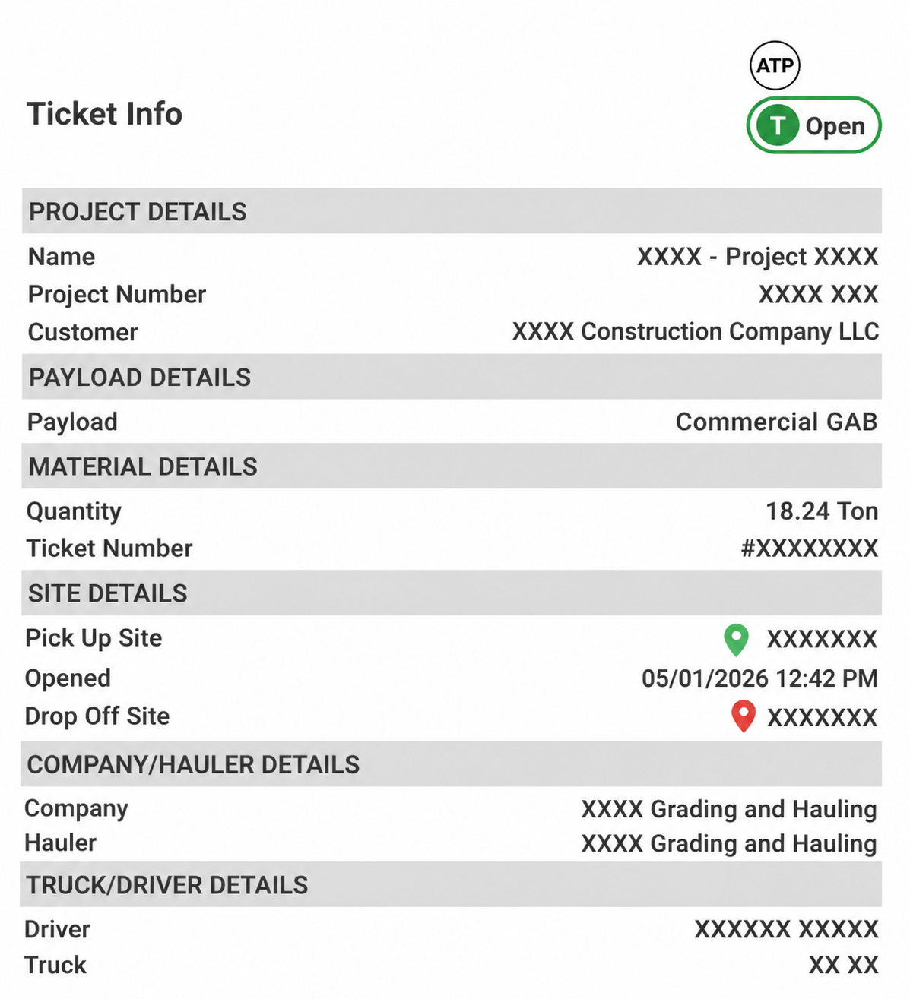 ATP
Ticket Info
T Open
PROJECT DETAILS
Name XXXX - Project XXXX
Project Number XXXX XXX
Customer XXXX Construction Company LLC
PAYLOAD DETAILS
Payload Commercial GAB
MATERIAL DETAILS
Quantity 18.24 Ton
Ticket Number #XXXXXXXX
SITE DETAILS
Pick Up Site XXXXXXX
Opened 05/01/2026 12:42 PM
Drop Off Site XXXXXXX
COMPANY/HAULER DETAILS
Company XXXX Grading and Hauling
Hauler XXXX Grading and Hauling
TRUCK/DRIVER DETAILS
Driver XXXXXX XXXXX
Truck XX XX